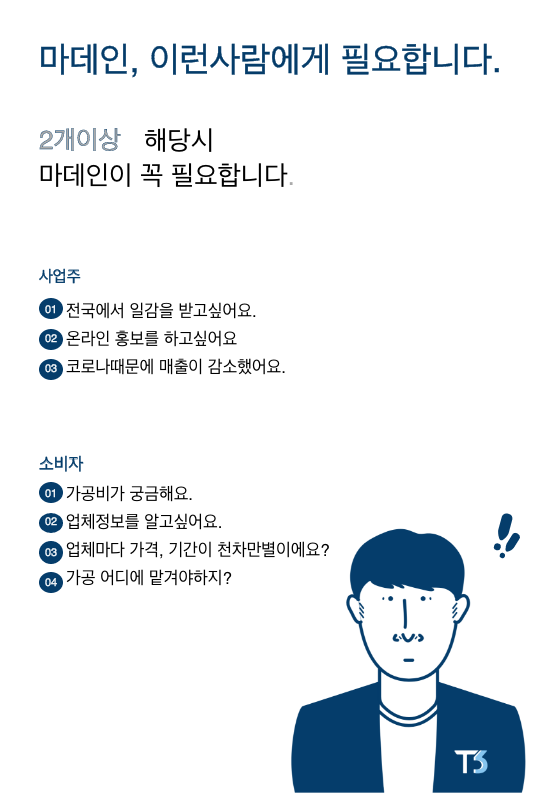 마데인, 이런사람에게 필요합니다.
2개이상 해당시
마데인이 꼭 필요합니다.
사업주
01 전국에서 일감을 받고싶어요.
02 온라인 홍보를 하고싶어요
03 코로나때문에 매출이 감소했어요.
소비자
01 가공비가 궁금해요.
02 업체정보를 알고싶어요.
03 업체마다 가격, 기간이 천차만별이에요?
04 가공 어디에 맡겨야하지?
T3